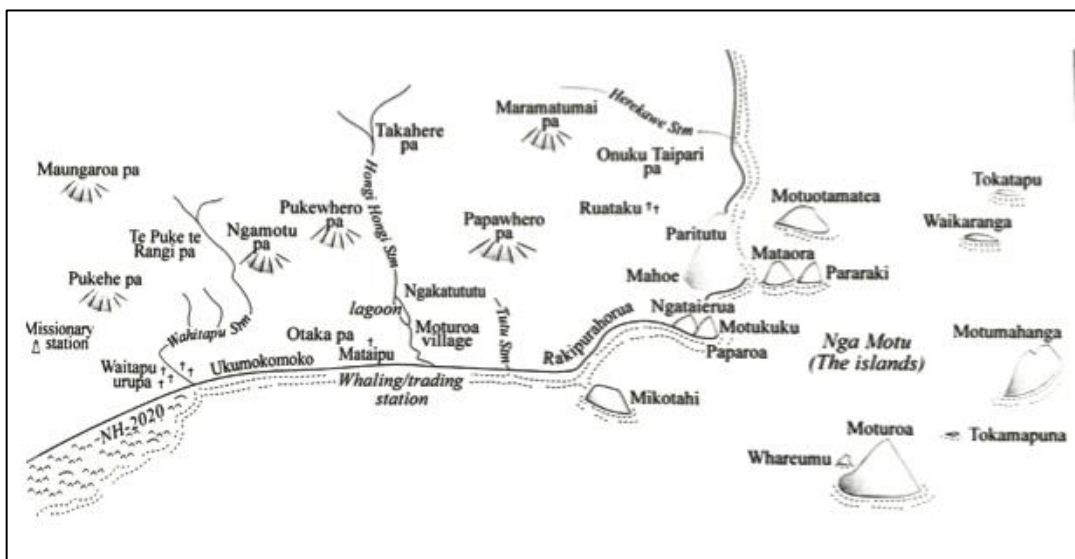 Maramatumai
pa
Herekawe Stm
Takahere
pa
Onuku Taipari
pa
Maungaroa pa
Tokatapu
Motuotamatea
Hongi Hongi Stm
Pukewhero
pa
Ruataku
Waikaranga
Papawhero
pa
Te Puke te
Rangi pa
Ngamotu
pa
Paritutu
Mataora
Pukehe pa
Mahoe
Pararaki
Ngakatututu
lagoon
Ngataierua
Missionary
station
Wahitapu Stm
Otaka pa
Moturoa
village
Tutu Stm
Rakipurahorua
Motukuku
Motumahanga
Nga Motu
(The islands)
Mataipu
Paparoa
Waitapu
urupa
Ukumokomoko
Whaling/trading
station
Mikotahi
NH-2020
Moturoa
Tokamapuna
Whareumu